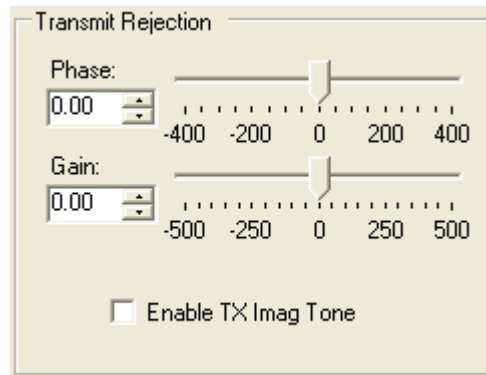 Transmit Rejection
Phase:
0.00
-400 -200 0 200 400
Gain:
0.00
-500 -250 0 250 500
Enable TX Imag Tone